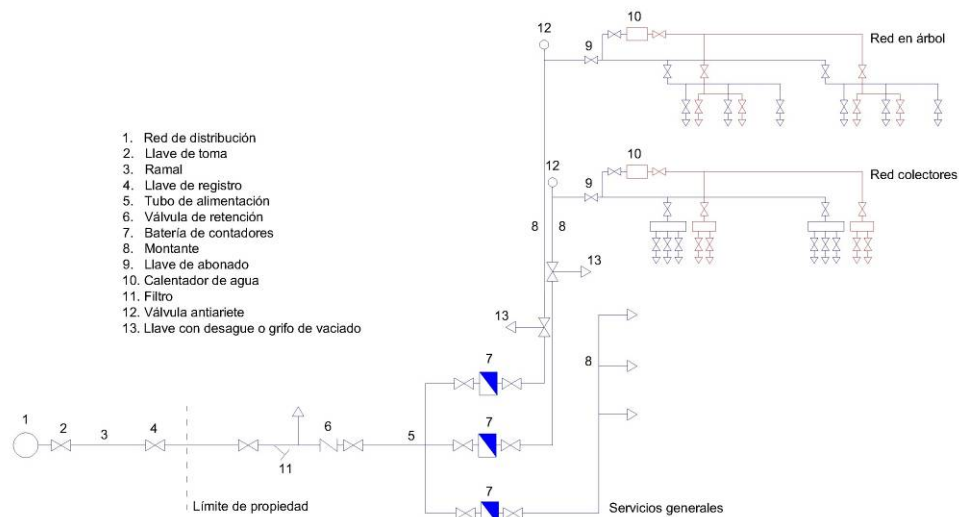 12
10
9
Red en árbol
1. Red de distribución
2. Llave de toma
3. Ramal
4. Llave de registro
5. Tubo de alimentación
6. Válvula de retención
7. Batería de contadores
8. Montante
9. Llave de abonado
10. Calentador de agua
11. Filtro
12. Válvula antiariete
13. Llave con desague o grifo de vaciado
12
10
9
Red colectores
8
8
13
13
7
8
1
2
3
4
6
5
7
11
7
Límite de propiedad
Servicios generales